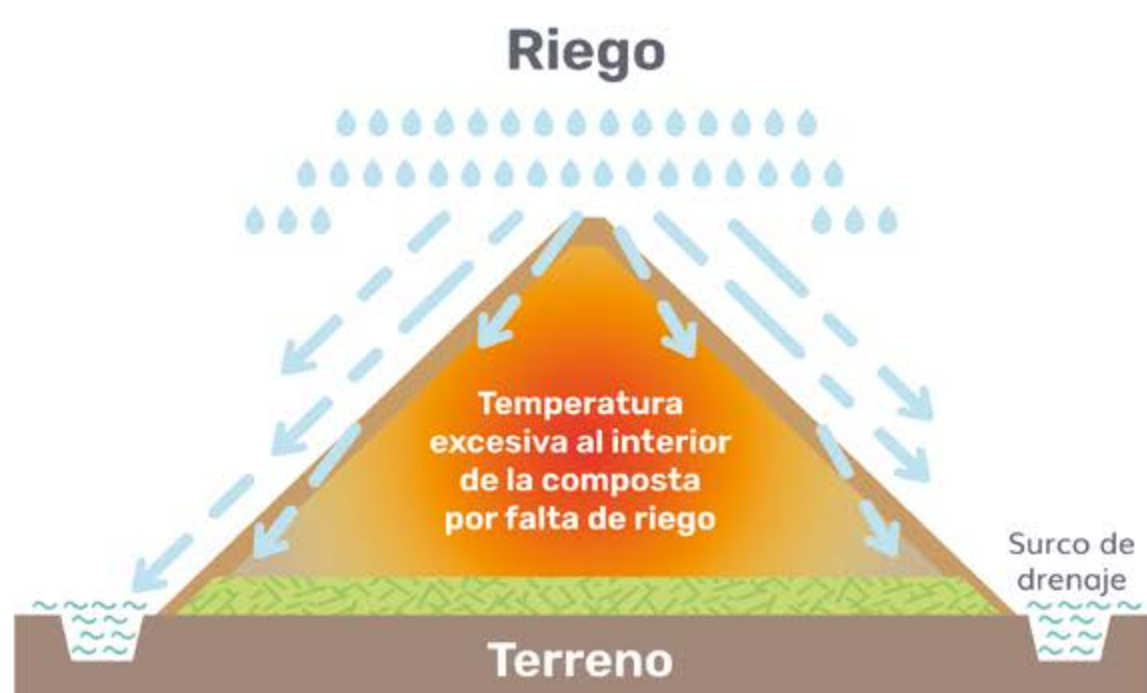 Riego
Temperatura
excesiva al interior
de la composta
por falta de riego
Surco de
drenaje
Terreno